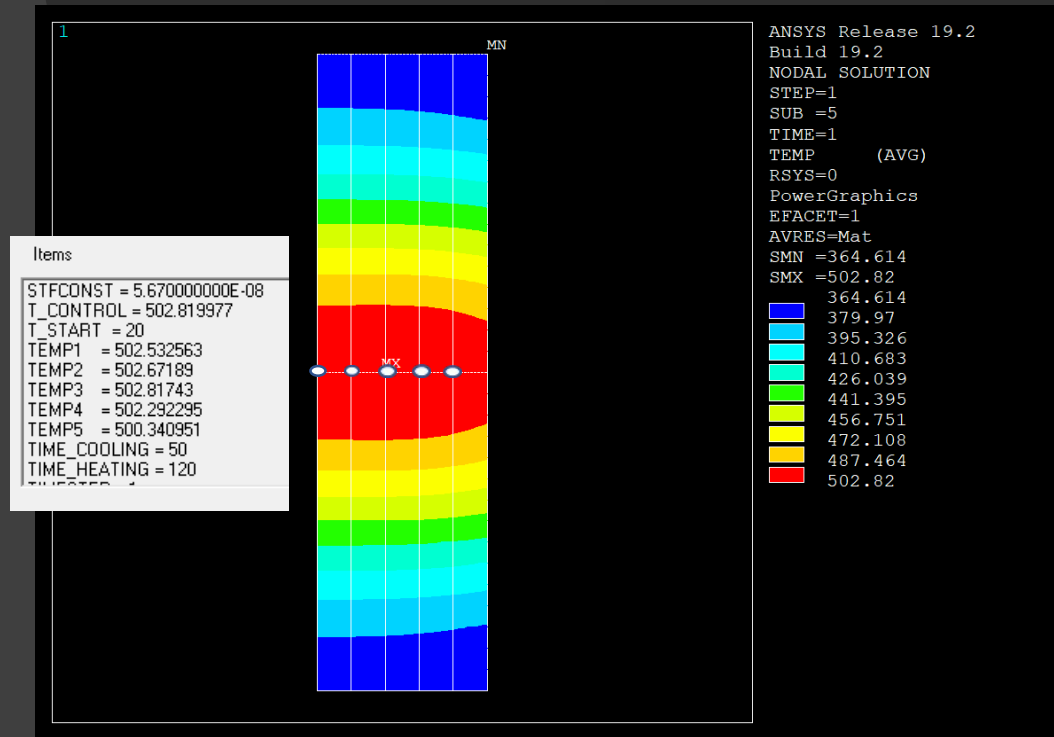 1
MN
ANSYS Release 19.2
Build 19.2
NODAL SOLUTION
STEP=1
SUB =5
TIME=1
TEMP (AVG)
RSYS=0
PowerGraphics
EFACET=1
AVRES=Mat
SMN =364.614
SMX =502.82
364.614
379.97
395.326
410.683
426.039
441.395
456.751
472.108
487.464
502.82
Items
STFCONST = 5.670000000E-08
T_CONTROL = 502.819977
T_START = 20
TEMP1 = 502.532563
TEMP2 = 502.67189
TEMP3 = 502.81743
TEMP4 = 502.292295
TEMP5 = 500.340951
TIME_COOLING = 50
TIME_HEATING = 120
MX